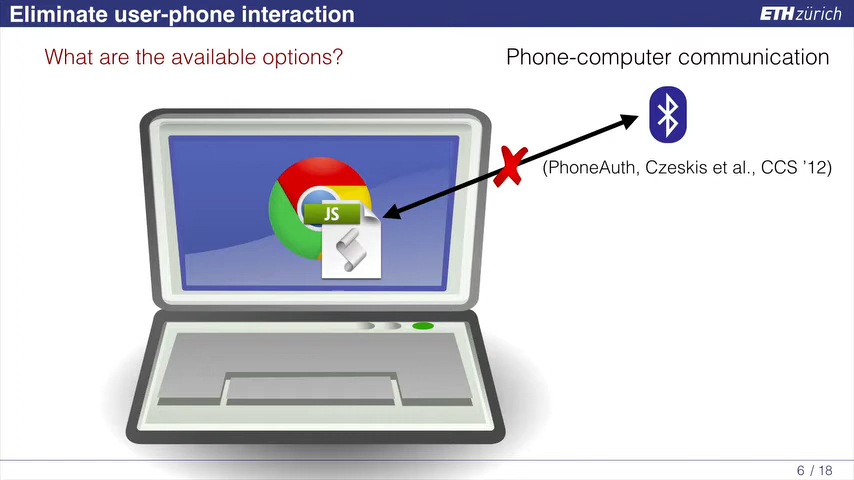 Eliminate user-phone interaction
ETH zürich
What are the available options?
Phone-computer communication
(PhoneAuth, Czeskis et al., CCS ’12)
JS
6 / 18